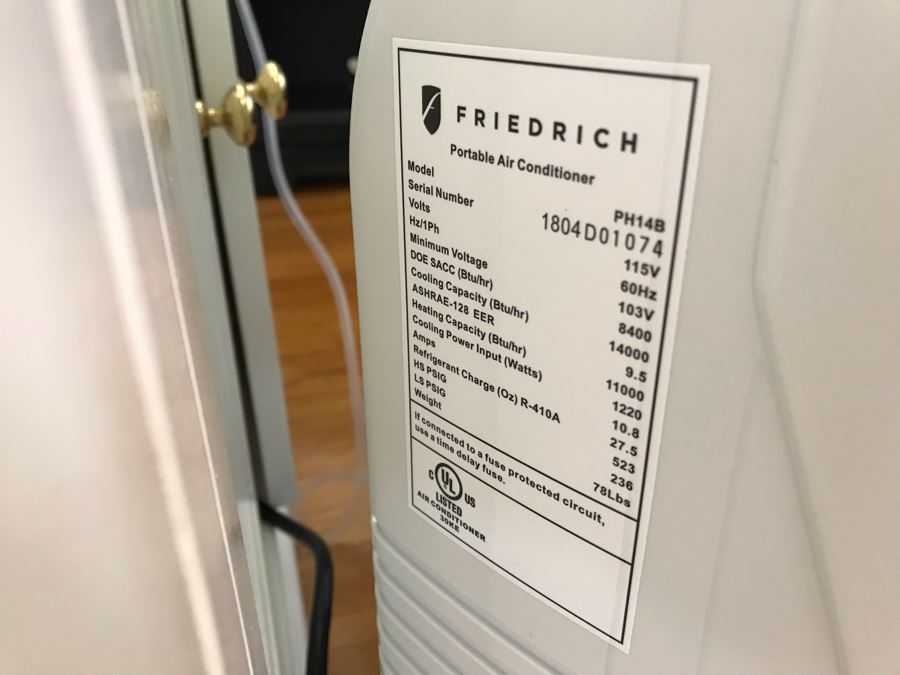 FRIEDRICH
Portable Air Conditioner
Model PH14B
Serial Number 1804D01074
Volts 115V
Hz/1Ph 60Hz
Minimum Voltage 103V
DOE SACC (Btu/hr) 8400
Cooling Capacity (Btu/hr) 14000
ASHRAE-128 EER 9.5
Heating Capacity (Btu/hr) 11000
Cooling Power Input (Watts) 1220
Amps 10.8
Refrigerant Charge (Oz) R-410A 27.5
HS PSIG 523
LS PSIG 236
Weight 78Lbs
If connected to a fuse protected circuit,
use a time delay fuse.
C UL US
LISTED
AIR CONDITIONER
30KE